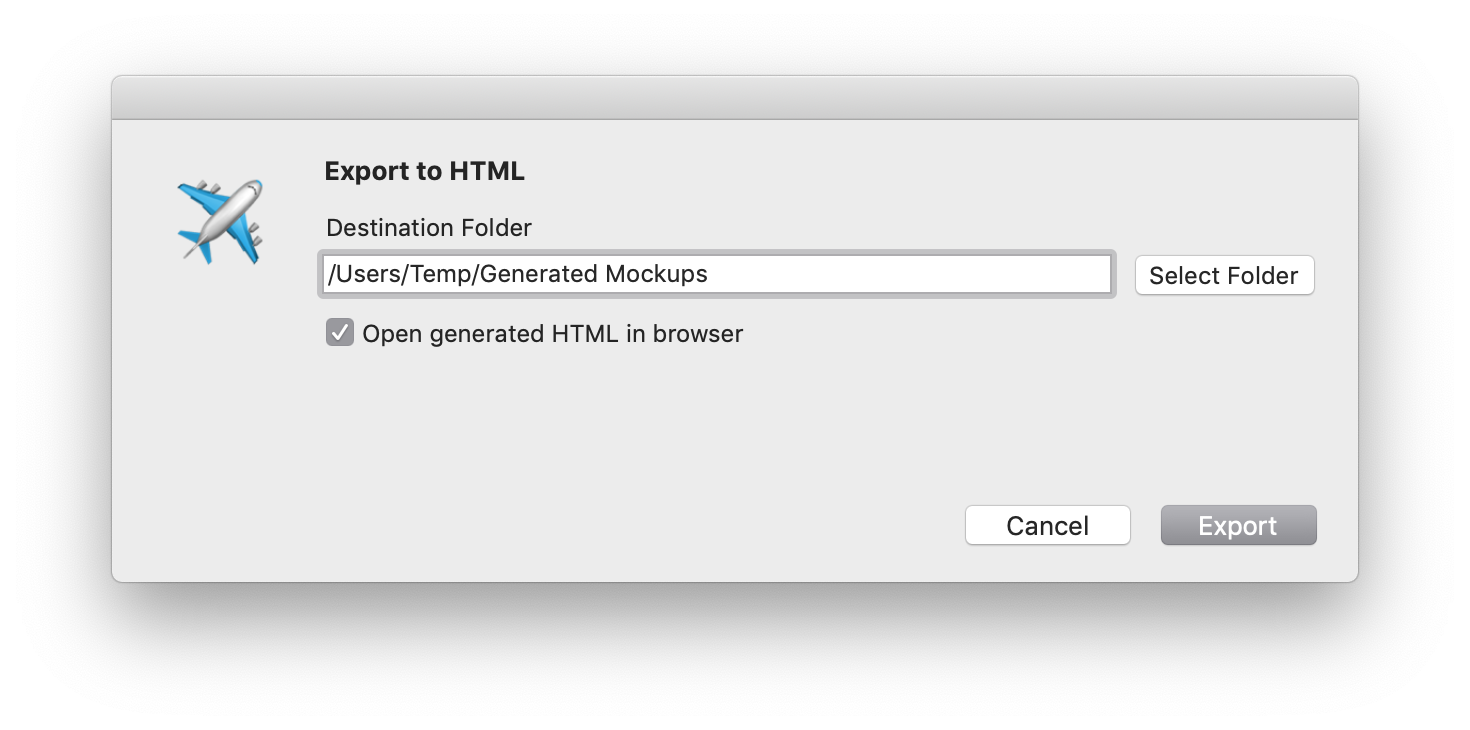 Export to HTML
Destination Folder
/Users/Temp/Generated Mockups
Select Folder
Open generated HTML in browser
Cancel
Export